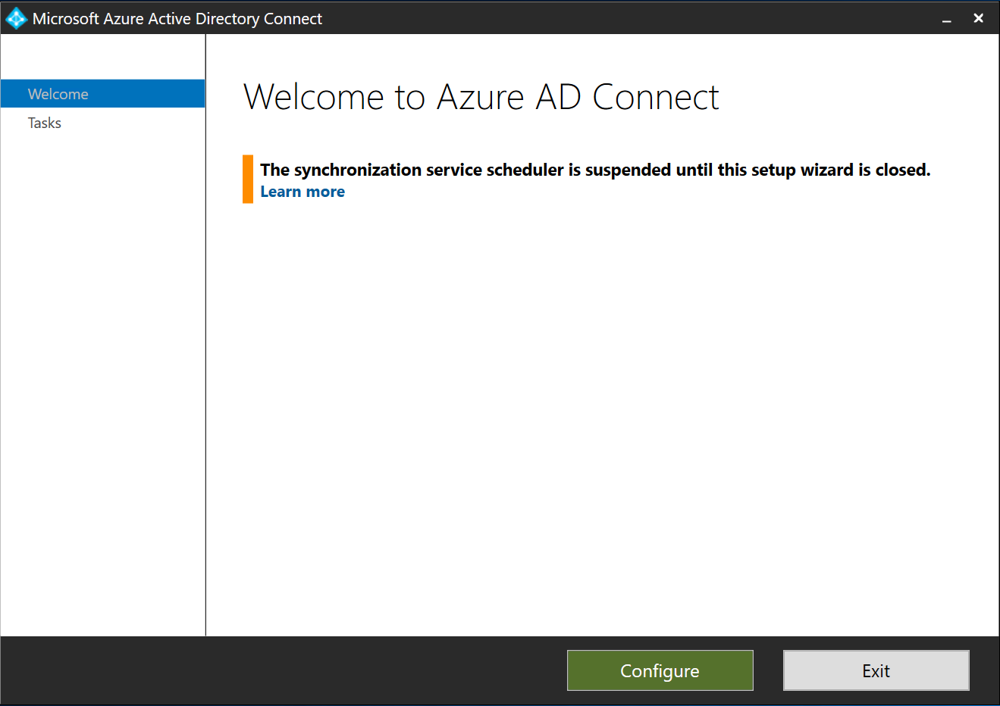 Microsoft Azure Active Directory Connect
Welcome
Tasks
Welcome to Azure AD Connect
The synchronization service scheduler is suspended until this setup wizard is closed.
Learn more
Configure
Exit